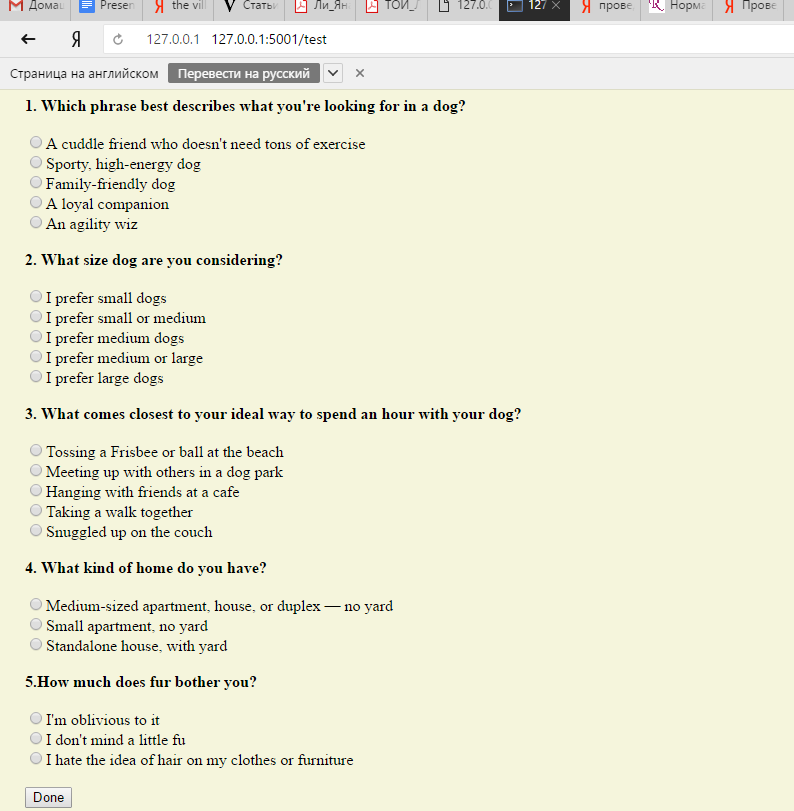 Домаш
Presen
the vill
Статьи
Ли_Ян
ТОИ_Л
127.0.0
127
прове
Норма
Прове
127.0.0.1 127.0.0.1:5001/test
Страница на английском Перевести на русский
1. Which phrase best describes what you're looking for in a dog?
A cuddle friend who doesn't need tons of exercise
Sporty, high-energy dog
Family-friendly dog
A loyal companion
An agility wiz
2. What size dog are you considering?
I prefer small dogs
I prefer small or medium
I prefer medium dogs
I prefer medium or large
I prefer large dogs
3. What comes closest to your ideal way to spend an hour with your dog?
Tossing a Frisbee or ball at the beach
Meeting up with others in a dog park
Hanging with friends at a cafe
Taking a walk together
Snuggled up on the couch
4. What kind of home do you have?
Medium-sized apartment, house, or duplex — no yard
Small apartment, no yard
Standalone house, with yard
5.How much does fur bother you?
I'm oblivious to it
I don't mind a little fu
I hate the idea of hair on my clothes or furniture
Done